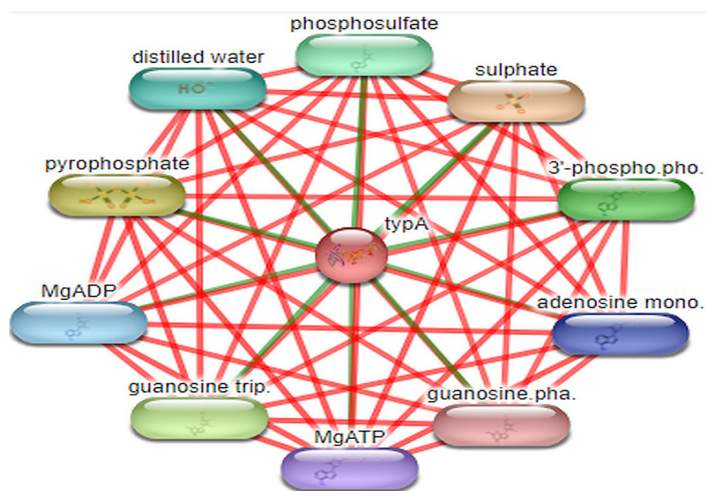 phosphosulfate
distilled water
sulphate
pyrophosphate
3'-phospho.pho.
typA
MgADP
adenosine mono.
guanosine trip.
guanosine.pha.
MgATP
HO